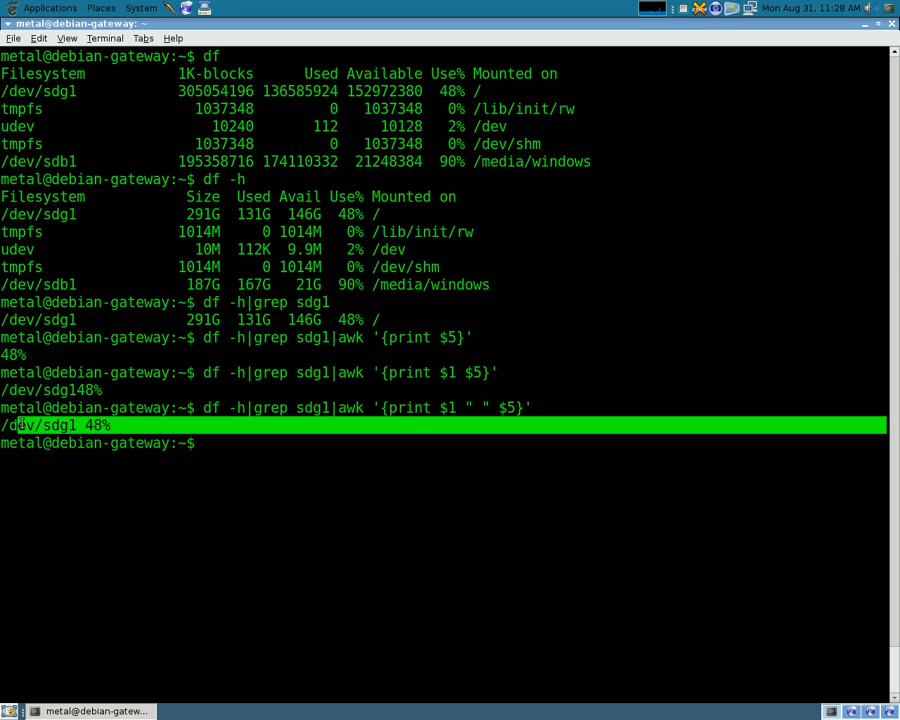 Applications Places System Mon Aug 31, 11:28 AM
metal@debian-gateway: ~
File Edit View Terminal Tabs Help
metal@debian-gateway:~$ df
Filesystem 1K-blocks Used Available Use% Mounted on
/dev/sdg1 305054196 136585924 152972380 48% /
tmpfs 1037348 0 1037348 0% /lib/init/rw
udev 10240 112 10128 2% /dev
tmpfs 1037348 0 1037348 0% /dev/shm
/dev/sdb1 195358716 174110332 21248384 90% /media/windows
metal@debian-gateway:~$ df -h
Filesystem Size Used Avail Use% Mounted on
/dev/sdg1 291G 131G 146G 48% /
tmpfs 1014M 0 1014M 0% /lib/init/rw
udev 10M 112K 9.9M 2% /dev
tmpfs 1014M 0 1014M 0% /dev/shm
/dev/sdb1 187G 167G 21G 90% /media/windows
metal@debian-gateway:~$ df -h|grep sdg1
/dev/sdg1 291G 131G 146G 48% /
metal@debian-gateway:~$ df -h|grep sdg1|awk '{print $5}'
48%
metal@debian-gateway:~$ df -h|grep sdg1|awk '{print $1 $5}'
/dev/sdg148%
metal@debian-gateway:~$ df -h|grep sdg1|awk '{print $1 " " $5}'
/dev/sdg1 48%
metal@debian-gateway:~$
metal@debian-gatew...